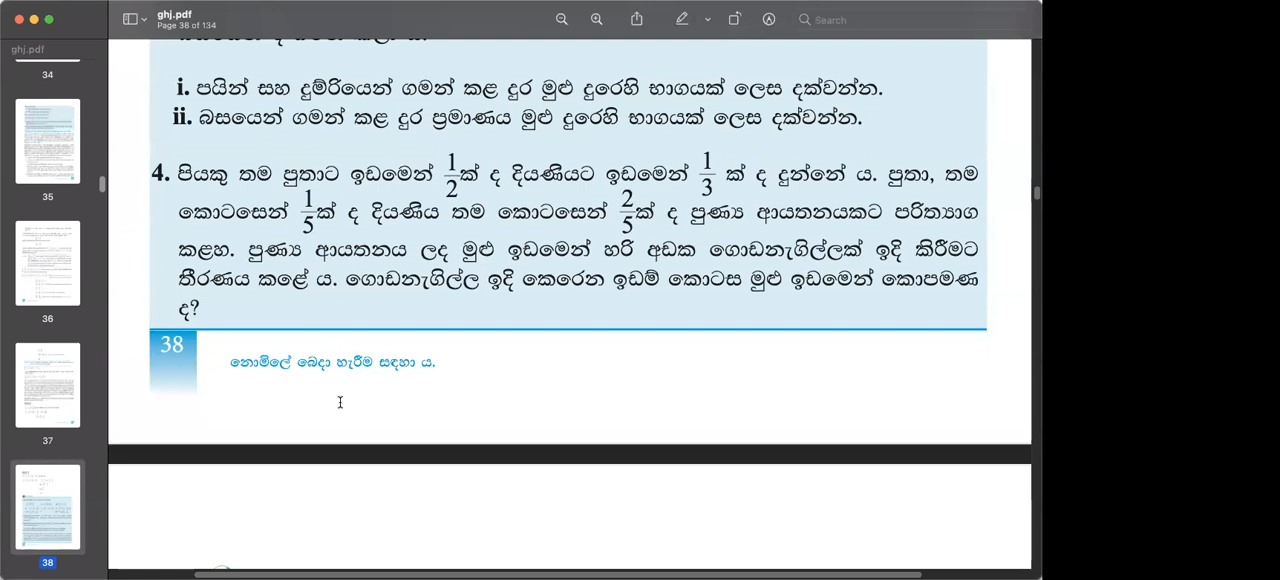 ghj.pdf
Page 38 of 134
Search
ghj.pdf
34
35
36
37
38
i. පයින් සහ දුම්රියෙන් ගමන් කළ දුර මුළු දුරෙහි භාගයක් ලෙස දක්වන්න.
ii. බසයෙන් ගමන් කළ දුර ප්‍රමාණය මුළු දුරෙහි භාගයක් ලෙස දක්වන්න.
4. පියකු තම පුතාට ඉඩමෙන් 1/2ක් ද දියණියට ඉඩමෙන් 1/3 ක් ද දුන්නේ ය. පුතා, තම
කොටසෙන් 1/5ක් ද දියණිය තම කොටසෙන් 2/5ක් ද පුණ්‍ය ආයතනයකට පරිත්‍යාග
කළහ. පුණ්‍ය ආයතනය ලද මුළු ඉඩමෙන් හරි අඩක ගොඩනැගිල්ලක් ඉදි කිරීමට
තීරණය කළේ ය. ගොඩනැගිල්ල ඉදි කෙරෙන ඉඩම් කොටස මුළු ඉඩමෙන් කොපමණ
ද?
38
නොමිලේ බෙදා හැරීම සඳහා ය.